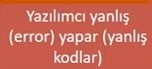 Yazılımcı yanlış
(error) yapar (yanlış
kodlar)